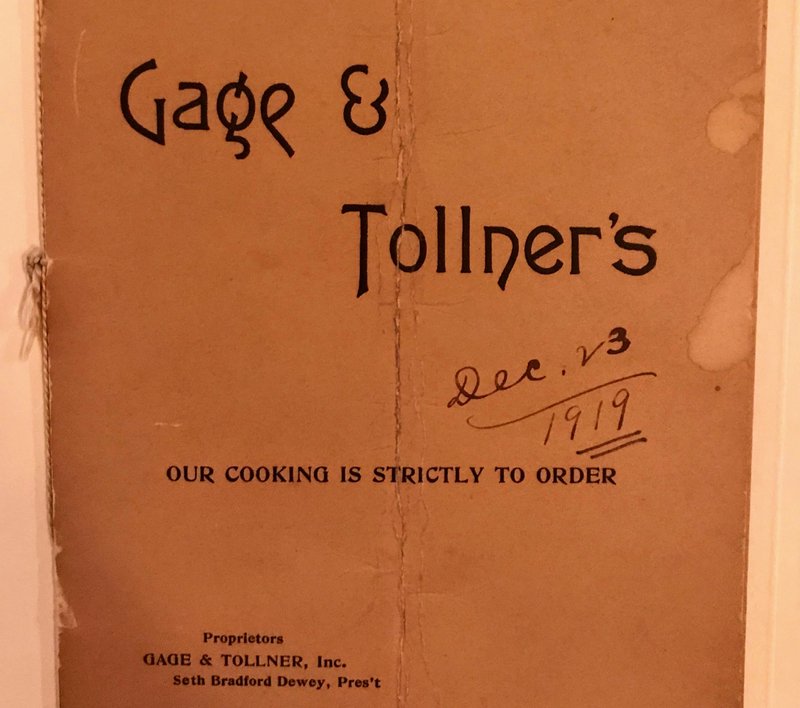 Gage &
Tollner's
Dec. 23
1919
OUR COOKING IS STRICTLY TO ORDER
Proprietors
GAGE & TOLLNER, Inc.
Seth Bradford Dewey, Pres't